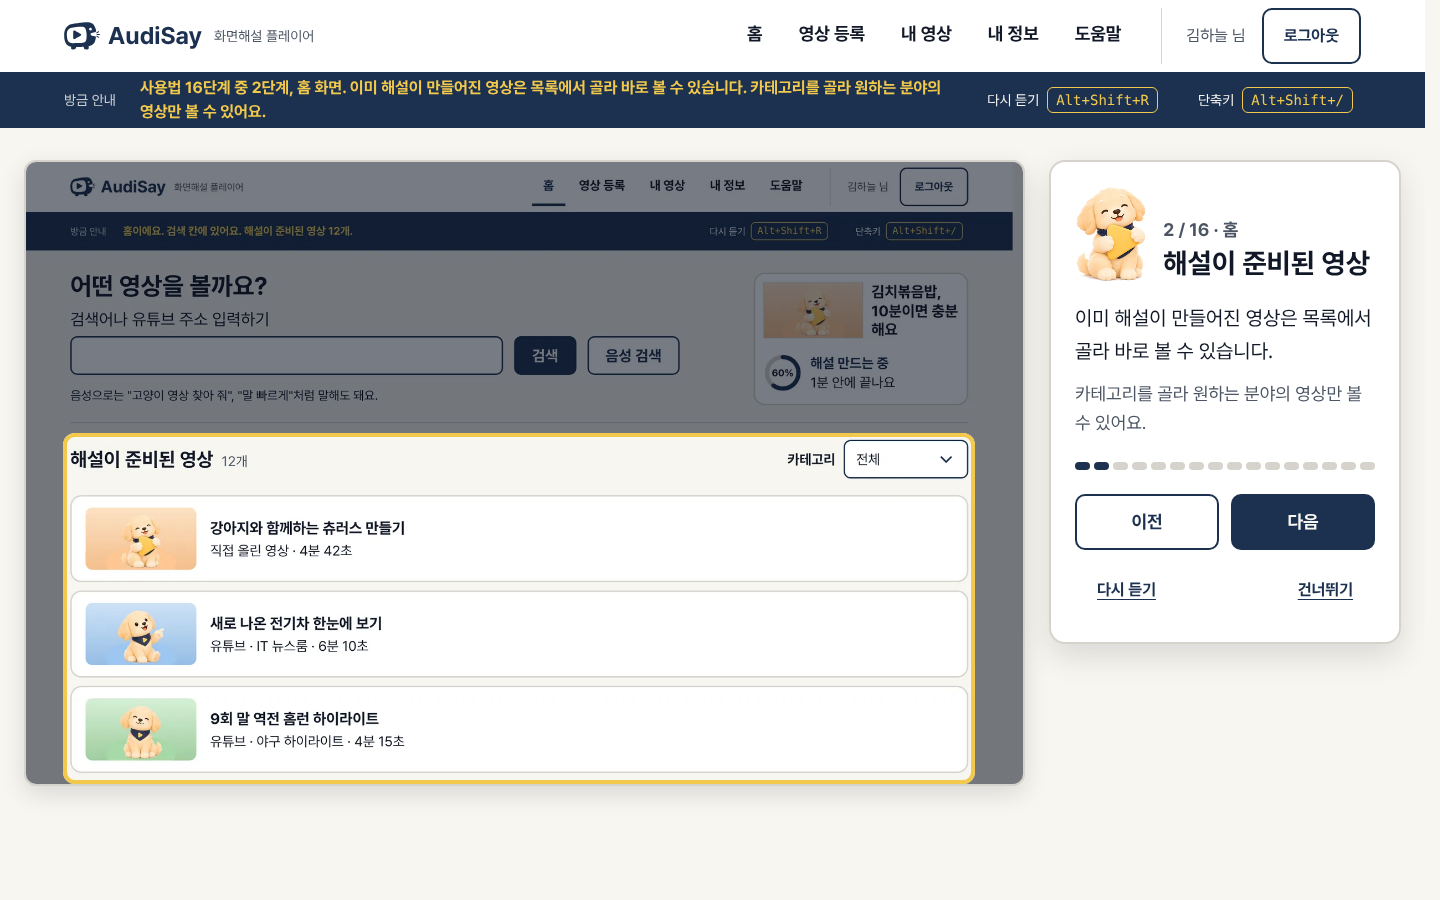 AudiSay 화면해설 플레이어 홈 영상 등록 내 영상 내 정보 도움말 김하늘 님 로그아웃
방금 안내 사용법 16단계 중 2단계, 홈 화면. 이미 해설이 만들어진 영상은 목록에서 골라 바로 볼 수 있습니다. 카테고리를 골라 원하는 분야의
영상만 볼 수 있어요. 다시 듣기 Alt+Shift+R 단축키 Alt+Shift+/
AudiSay 화면해설 플레이어 홈 영상 등록 내 영상 내 정보 도움말 김하늘 님 로그아웃
방금 안내 홈이에요. 검색 칸에 있어요. 해설이 준비된 영상 12개. 다시 듣기 Alt+Shift+R 단축키 Alt+Shift+/
어떤 영상을 볼까요?
검색어나 유튜브 주소 입력하기
검색 음성 검색
음성으로는 "고양이 영상 찾아 줘", "말 빠르게"처럼 말해도 돼요.
김치볶음밥,
10분이면 충분
해요
60% 해설 만드는 중
1분 안에 끝나요
해설이 준비된 영상 12개 카테고리 전체
강아지와 함께하는 츄러스 만들기
직접 올린 영상 · 4분 42초
새로 나온 전기차 한눈에 보기
유튜브 · IT 뉴스룸 · 6분 10초
9회 말 역전 홈런 하이라이트
유튜브 · 야구 하이라이트 · 4분 15초
2 / 16 · 홈
해설이 준비된 영상
이미 해설이 만들어진 영상은 목록에서
골라 바로 볼 수 있습니다.
카테고리를 골라 원하는 분야의 영상만 볼
수 있어요.
이전 다음
다시 듣기 건너뛰기